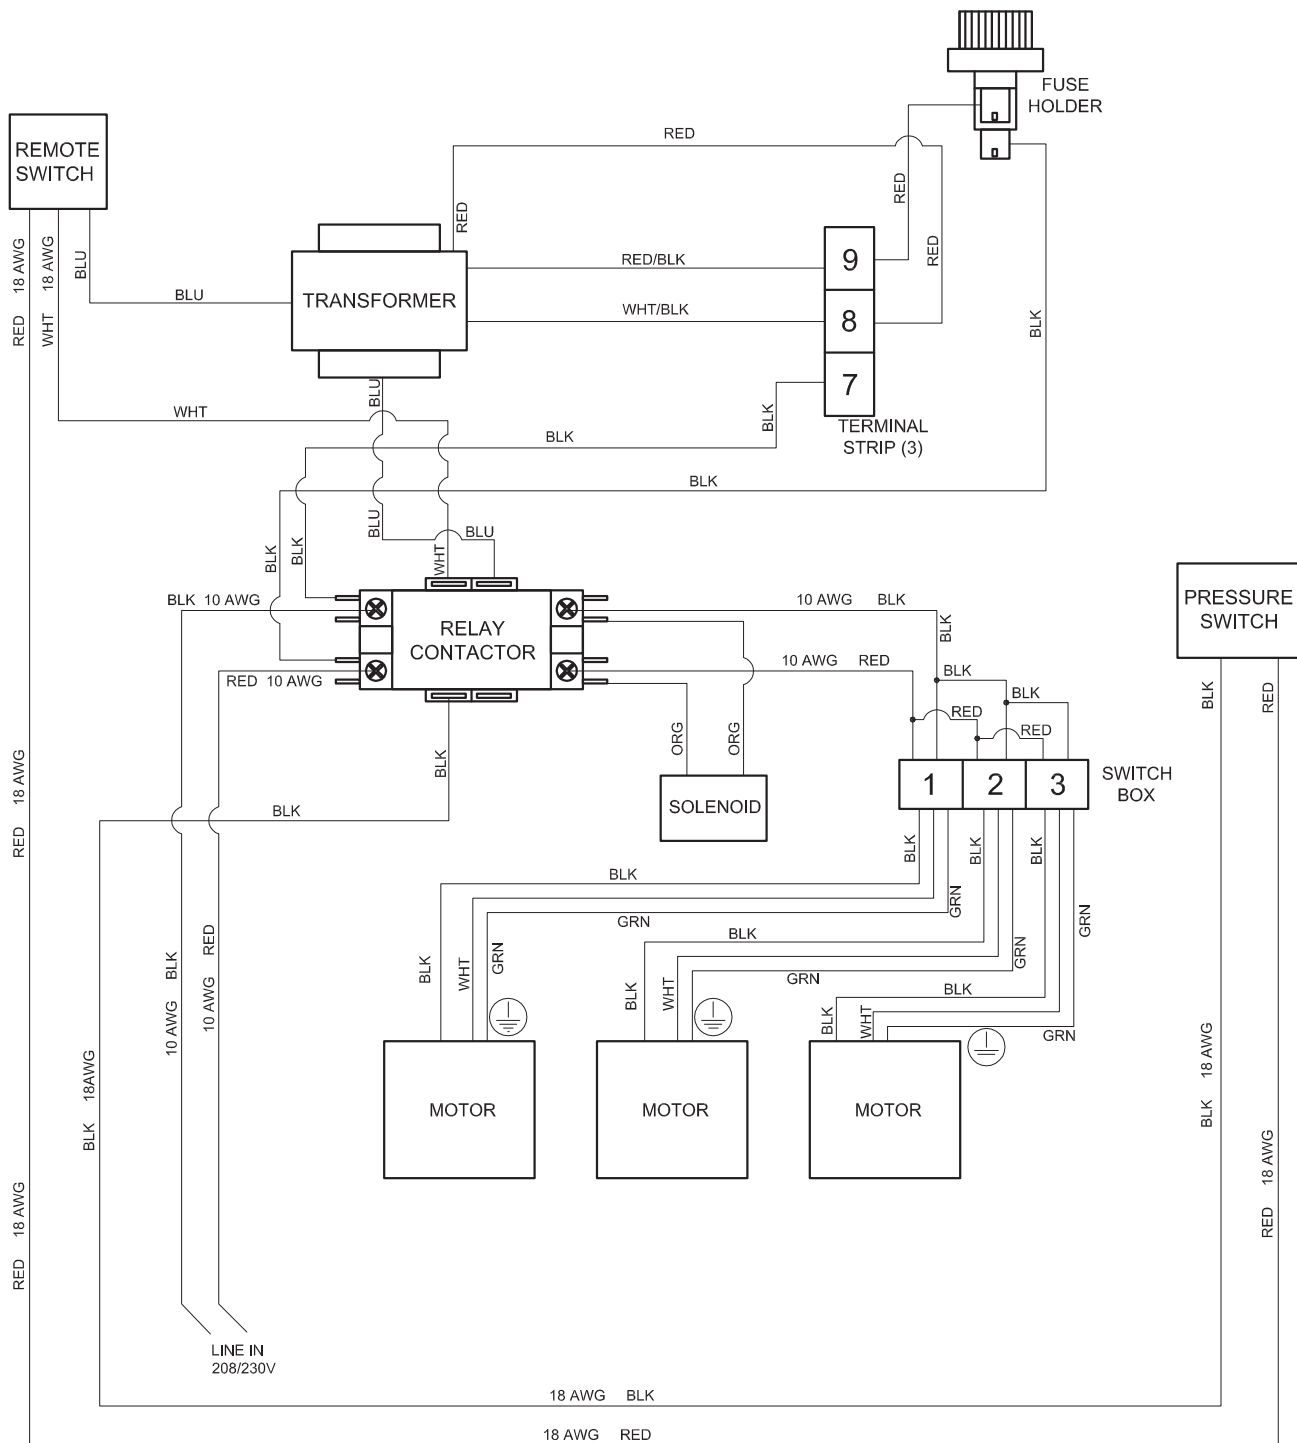 FUSE
HOLDER
RED
REMOTE
SWITCH
RED
RED
18 AWG
18 AWG
BLU
RED
RED
RED/BLK
9
TRANSFORMER
BLU
WHT/BLK
8
RED
WHT
BLK
7
BLU
WHT
BLK
BLK
TERMINAL
STRIP (3)
BLK
BLU
BLU
BLK
BLK
WHT
BLK 10 AWG
10 AWG BLK
PRESSURE
SWITCH
RELAY
CONTACTOR
BLK
RED 10 AWG
10 AWG RED
BLK
BLK
BLK
RED
RED
RED
ORG
ORG
BLK
18 AWG
RED
1
2
3
SWITCH
BOX
SOLENOID
BLK
BLK
BLK
BLK
BLK
GRN
GRN
GRN
BLK
GRN
GRN
BLK
WHT
GRN
BLK
WHT
BLK
BLK
WHT
GRN
BLK
10 AWG
RED
10 AWG
18AWG
BLK
MOTOR
MOTOR
MOTOR
18 AWG
BLK
18 AWG
RED
18 AWG
RED
LINE IN
208/230V
18 AWG BLK
18 AWG RED